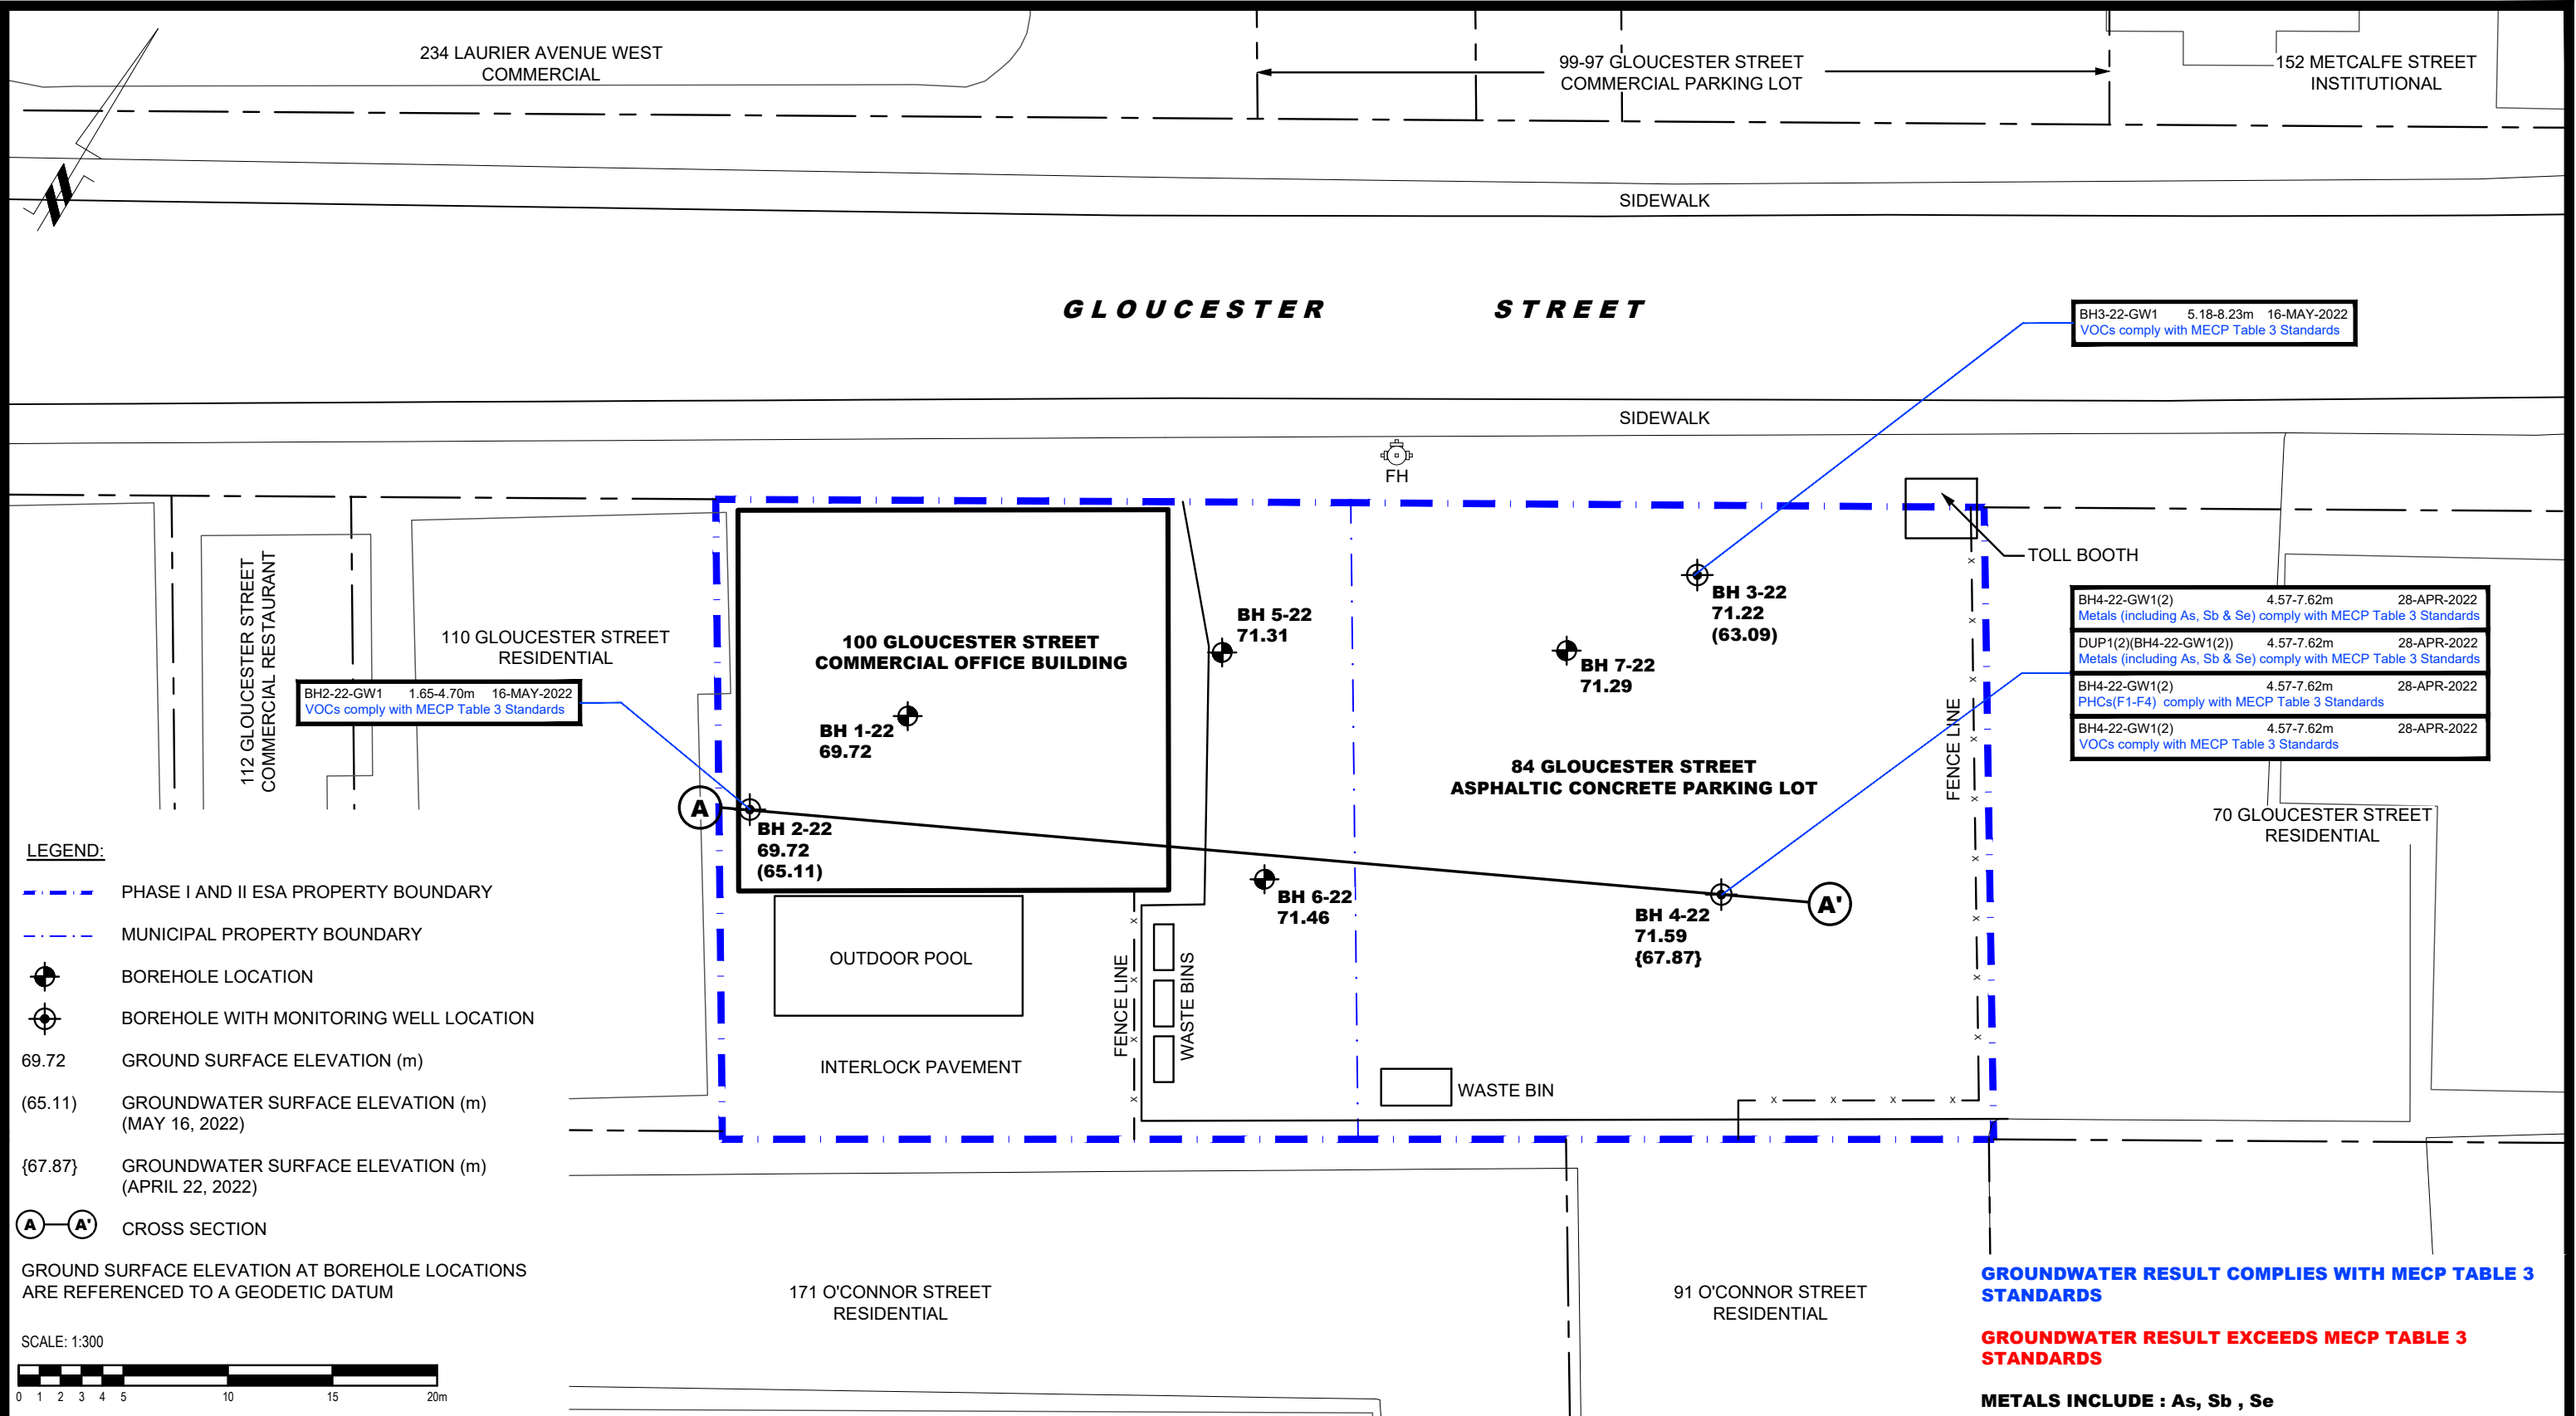 234 LAURIER AVENUE WEST
COMMERCIAL
99-97 GLOUCESTER STREET
COMMERCIAL PARKING LOT
152 METCALFE STREET
INSTITUTIONAL
N
SIDEWALK
GLOUCESTER STREET
BH3-22-GW1 5.18-8.23m 16-MAY-2022
VOCs comply with MECP Table 3 Standards
SIDEWALK
FH
TOLL BOOTH
112 GLOUCESTER STREET
COMMERCIAL RESTAURANT
110 GLOUCESTER STREET
RESIDENTIAL
BH2-22-GW1 1.65-4.70m 16-MAY-2022
VOCs comply with MECP Table 3 Standards
100 GLOUCESTER STREET
COMMERCIAL OFFICE BUILDING
BH 1-22
69.72
BH 5-22
71.31
BH 7-22
71.29
BH 3-22
71.22
(63.09)
BH4-22-GW1(2) 4.57-7.62m 28-APR-2022
Metals (including As, Sb & Se) comply with MECP Table 3 Standards
DUP1(2)(BH4-22-GW1(2)) 4.57-7.62m 28-APR-2022
Metals (including As, Sb & Se) comply with MECP Table 3 Standards
BH4-22-GW1(2) 4.57-7.62m 28-APR-2022
PHCs(F1-F4) comply with MECP Table 3 Standards
BH4-22-GW1(2) 4.57-7.62m 28-APR-2022
VOCs comply with MECP Table 3 Standards
84 GLOUCESTER STREET
ASPHALTIC CONCRETE PARKING LOT
FENCE LINE
70 GLOUCESTER STREET
RESIDENTIAL
A
BH 2-22
69.72
(65.11)
BH 6-22
71.46
BH 4-22
71.59
{67.87}
A'
OUTDOOR POOL
INTERLOCK PAVEMENT
FENCE LINE
WASTE BINS
WASTE BIN
LEGEND:
PHASE I AND II ESA PROPERTY BOUNDARY
MUNICIPAL PROPERTY BOUNDARY
BOREHOLE LOCATION
BOREHOLE WITH MONITORING WELL LOCATION
69.72 GROUND SURFACE ELEVATION (m)
(65.11) GROUNDWATER SURFACE ELEVATION (m)
(MAY 16, 2022)
{67.87} GROUNDWATER SURFACE ELEVATION (m)
(APRIL 22, 2022)
A A' CROSS SECTION
GROUND SURFACE ELEVATION AT BOREHOLE LOCATIONS
ARE REFERENCED TO A GEODETIC DATUM
SCALE: 1:300
0 1 2 3 4 5 10 15 20m
171 O'CONNOR STREET
RESIDENTIAL
91 O'CONNOR STREET
RESIDENTIAL
GROUNDWATER RESULT COMPLIES WITH MECP TABLE 3
STANDARDS
GROUNDWATER RESULT EXCEEDS MECP TABLE 3
STANDARDS
METALS INCLUDE : As, Sb , Se